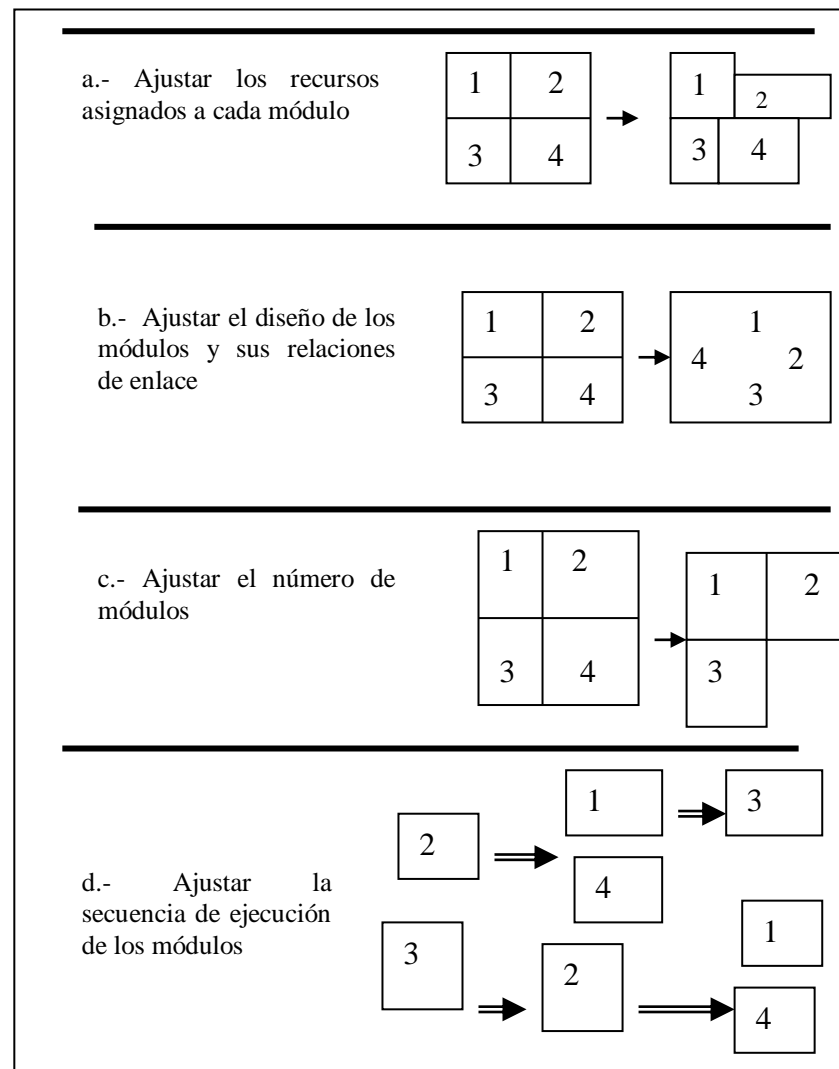 a.- Ajustar los recursos
asignados a cada módulo
1 2
3 4
1
2
3 4
b.- Ajustar el diseño de los
módulos y sus relaciones
de enlace
1 2
3 4
1
4 2
3
c.- Ajustar el número de
módulos
1 2
3 4
1 2
3
d.- Ajustar la
secuencia de ejecución
de los módulos
2
1
4
3
3
2
1
4